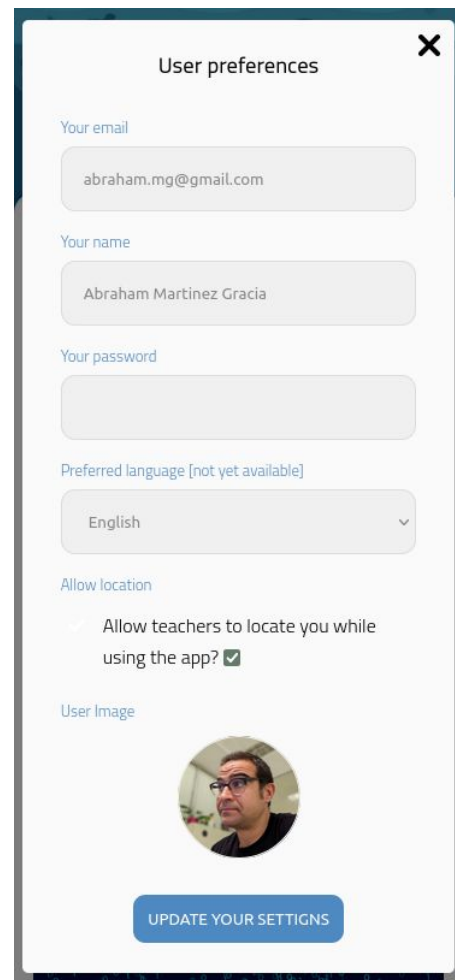 User preferences
Your email
abraham.mg@gmail.com
Your name
Abraham Martinez Gracia
Your password
Preferred language [not yet available]
English
Allow location
Allow teachers to locate you while
using the app?
User Image
UPDATE YOUR SETTIGNS